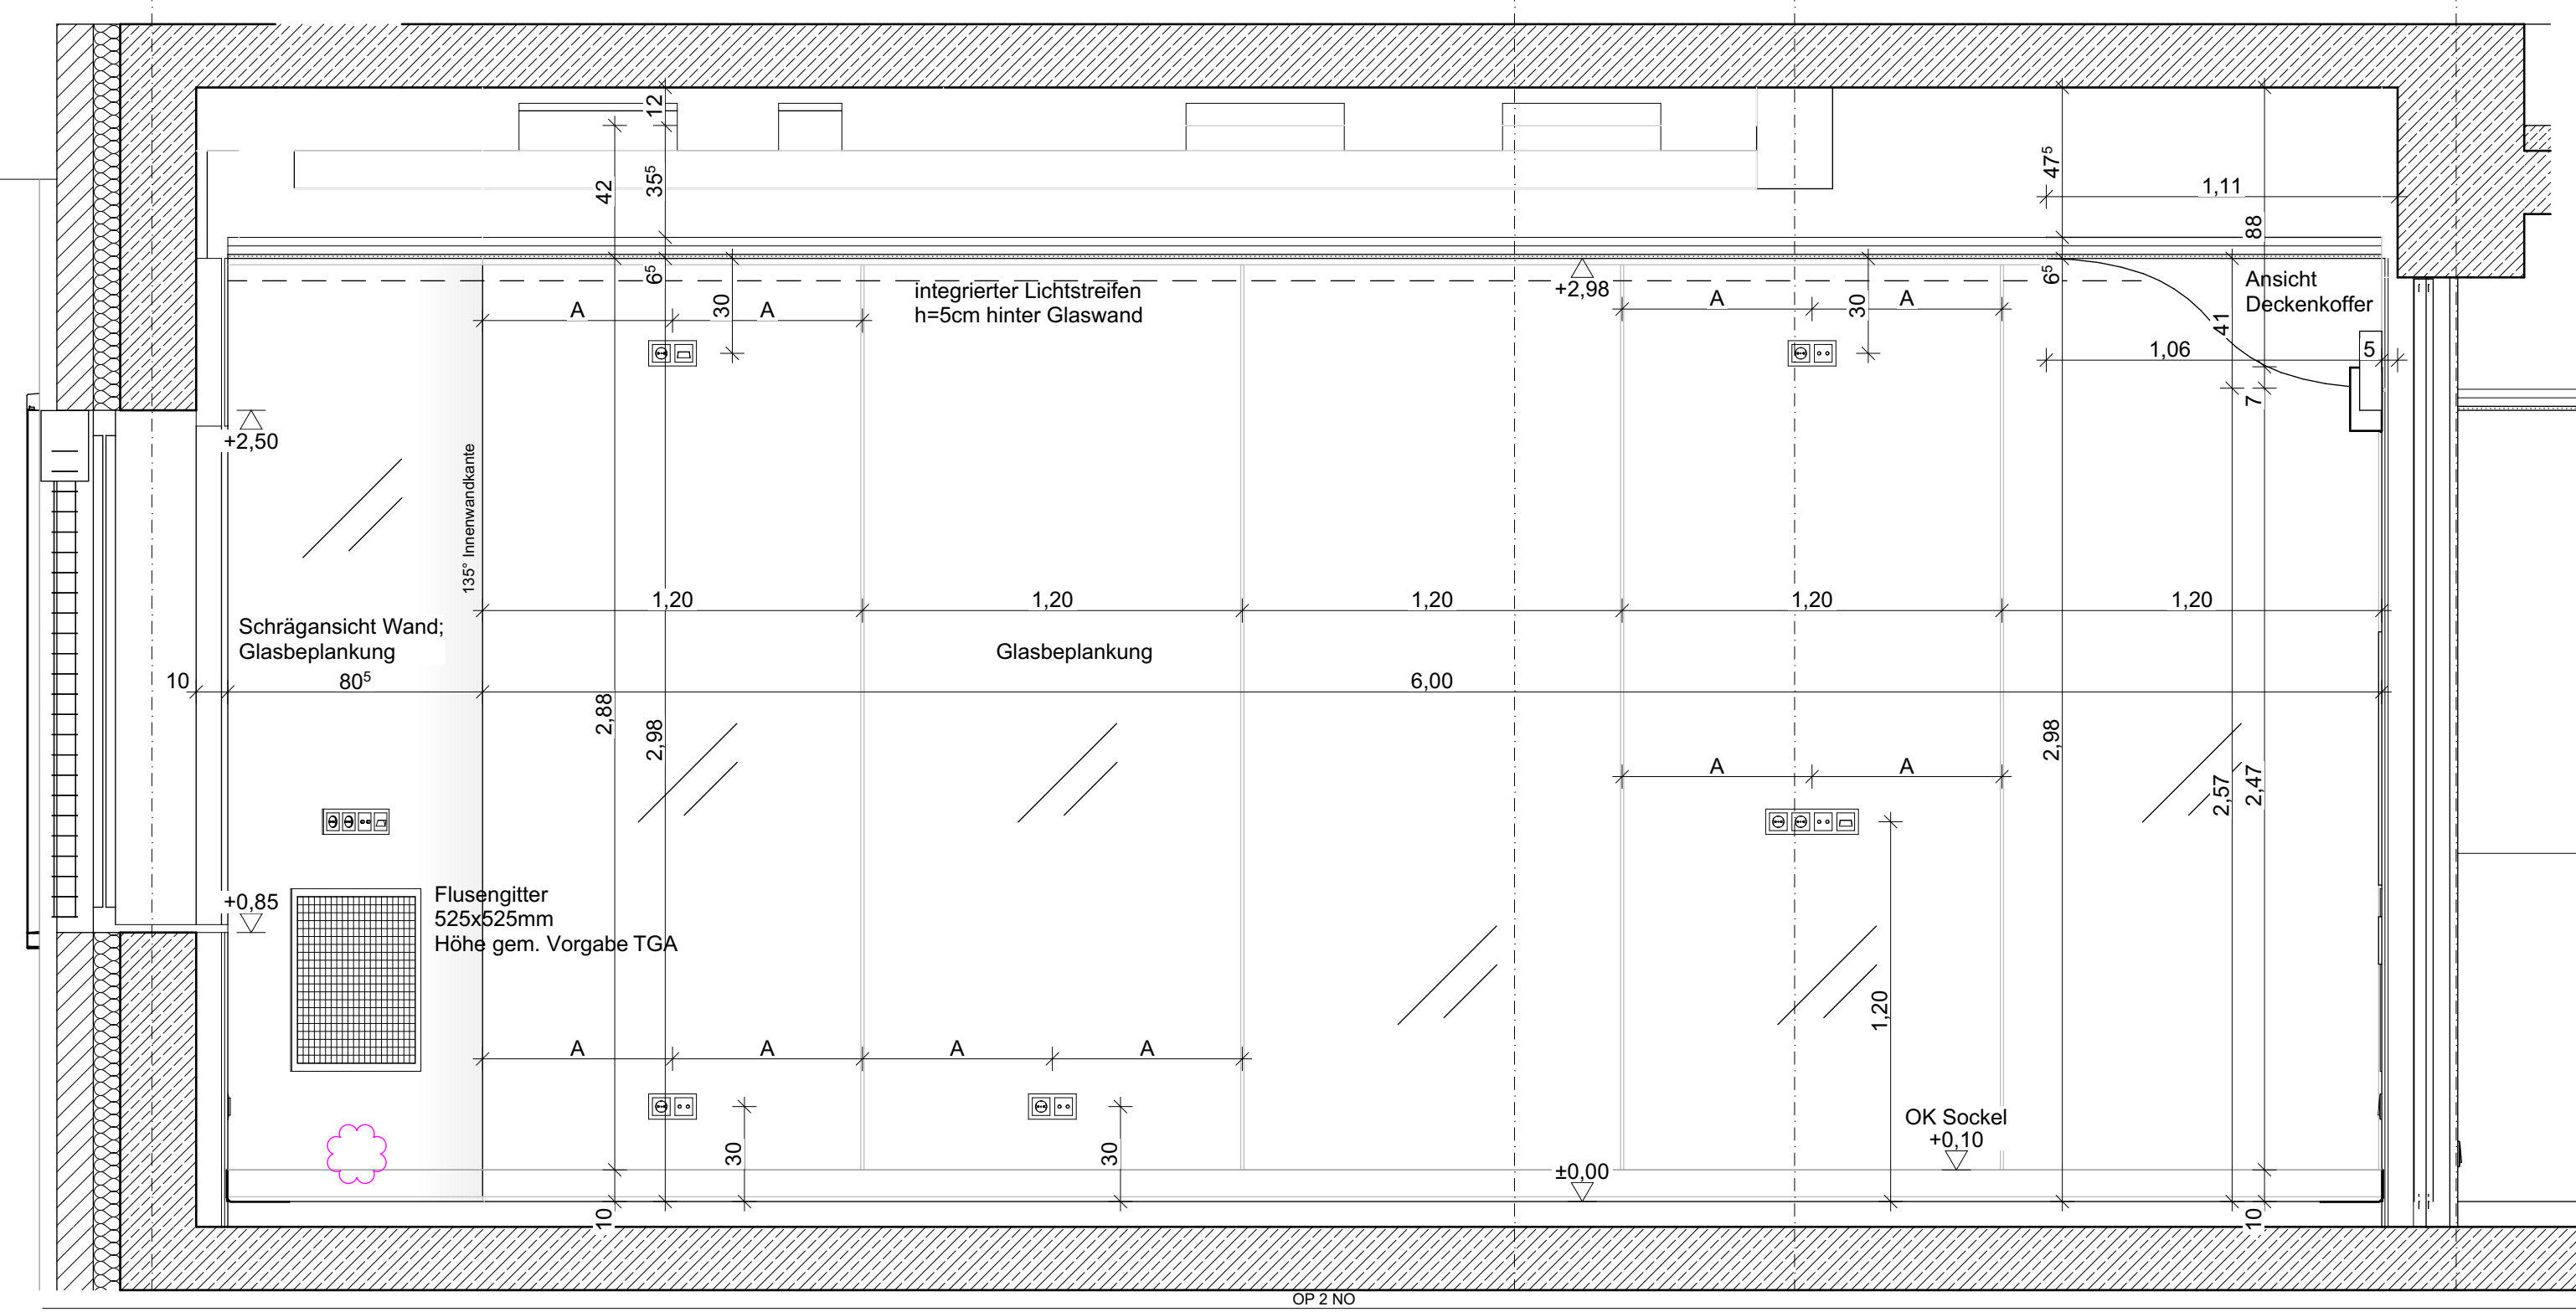 12
42
35⁵
47⁵
1,11
88
6⁵
30
A
A
integrierter Lichtstreifen
h=5cm hinter Glaswand
+2,98
A
A
30
6⁵
Ansicht
Deckenkoffer
41
1,06
5
7
+2,50
135° Innenwandkante
1,20
1,20
1,20
1,20
1,20
Schrägansicht Wand;
Glasbeplankung
Glasbeplankung
10
80⁵
6,00
2,88
2,98
2,98
2,57
2,47
A
A
+0,85
Flusengitter
525x525mm
Höhe gem. Vorgabe TGA
1,20
A
A
A
A
30
30
OK Sockel
+0,10
±0,00
10
10
OP 2 NO